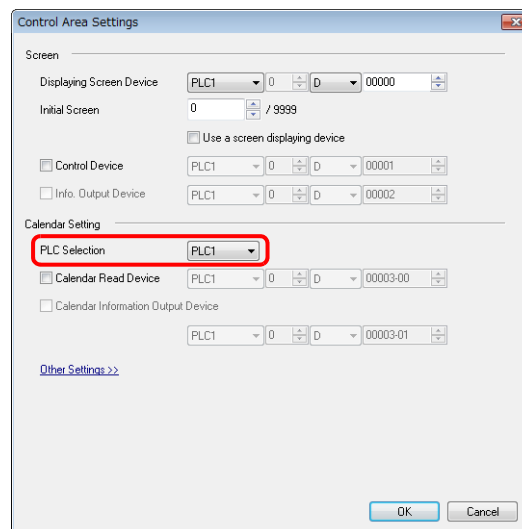 Control Area Settings
Screen
Displaying Screen Device PLC1 0 D 00000
Initial Screen 0 / 9999
Use a screen displaying device
Control Device PLC1 0 D 00001
Info. Output Device PLC1 0 D 00002
Calendar Setting
PLC Selection PLC1
Calendar Read Device PLC1 0 D 00003-00
Calendar Information Output Device
PLC1 0 D 00003-01
Other Settings >>
OK Cancel